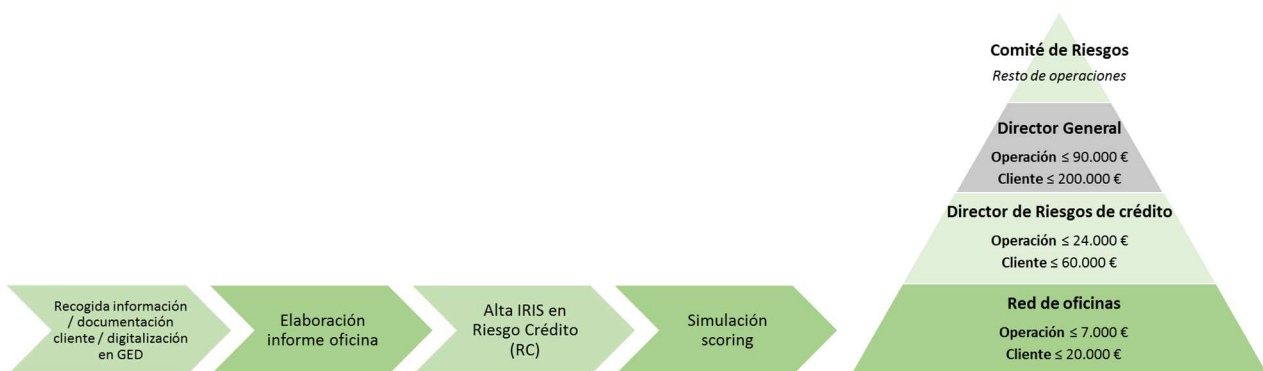 Recogida información
/ documentación
cliente / digitalización
en GED
Elaboración
informe oficina
Alta IRIS en
Riesgo Crédito
(RC)
Simulación
scoring
Comité de Riesgos
Resto de operaciones
Director General
Operación ≤ 90.000 €
Cliente ≤ 200.000 €
Director de Riesgos de crédito
Operación ≤ 24.000 €
Cliente ≤ 60.000 €
Red de oficinas
Operación ≤ 7.000 €
Cliente ≤ 20.000 €